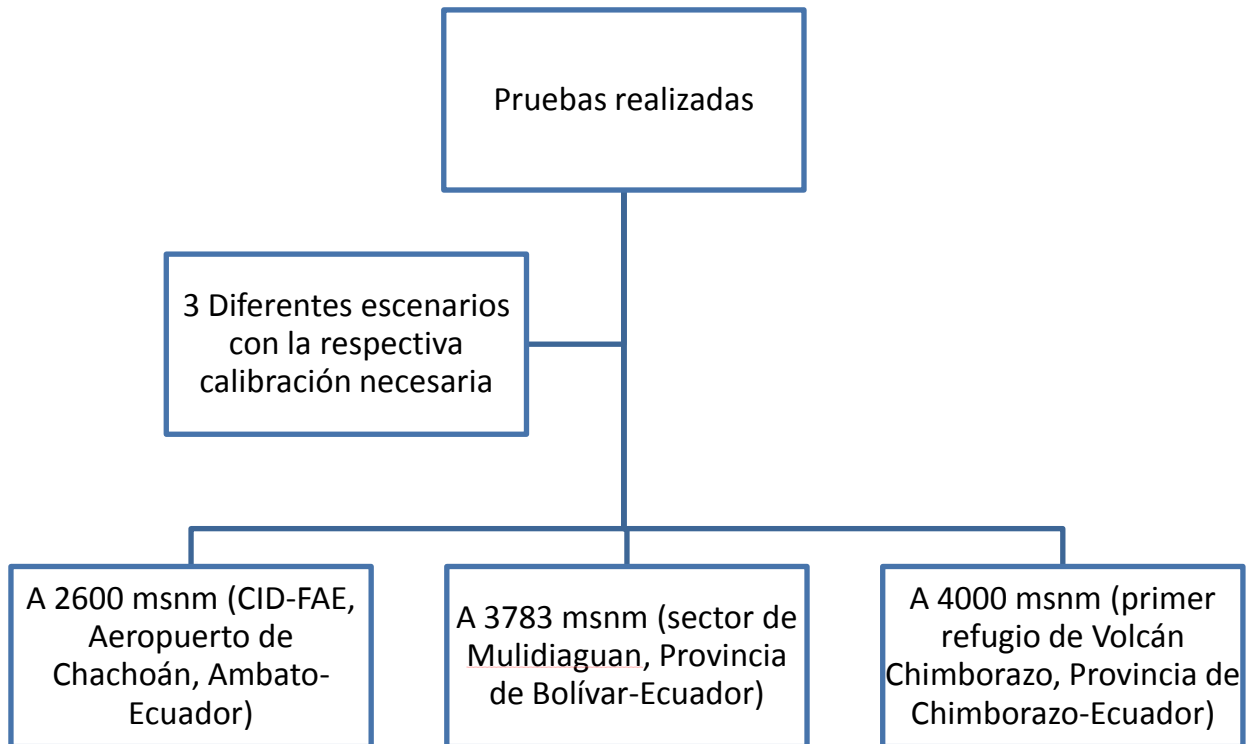 Pruebas realizadas
3 Diferentes escenarios
con la respectiva
calibración necesaria
A 2600 msnm (CID-FAE,
Aeropuerto de
Chachoán, Ambato-
Ecuador)
A 3783 msnm (sector de
Mulidiaguan, Provincia
de Bolívar-Ecuador)
A 4000 msnm (primer
refugio de Volcán
Chimborazo, Provincia de
Chimborazo-Ecuador)